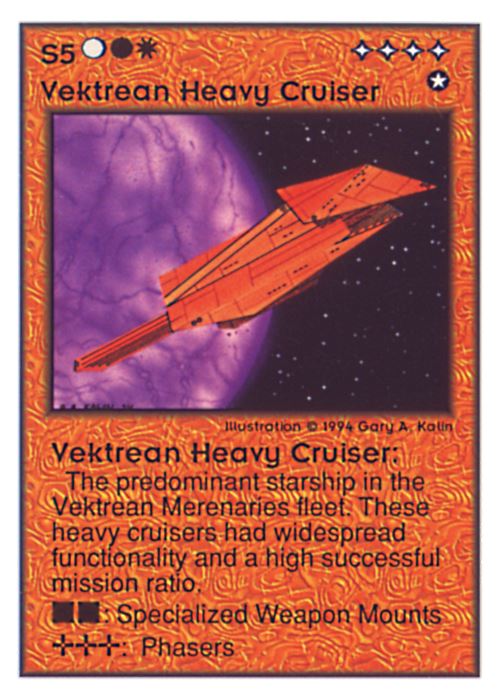 S5
Vektrean Heavy Cruiser
Illustration © 1994 Gary A. Kalin
Vektrean Heavy Cruiser:
The predominant starship in the
Vektrean Merenaries fleet. These
heavy cruisers had widespread
functionality and a high successful
mission ratio.
: Specialized Weapon Mounts
: Phasers